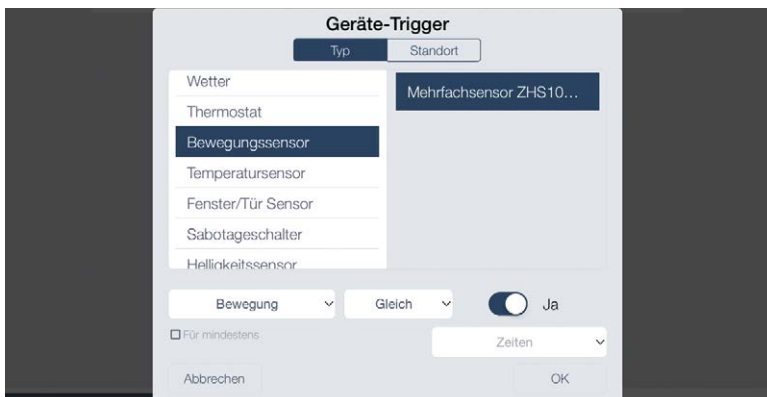 Geräte-Trigger
Typ Standort
Wetter
Mehrfachsensor ZHS10...
Thermostat
Bewegungssensor
Temperatursensor
Fenster/Tür Sensor
Sabotageschalter
Helligkeitssensor
Bewegung Gleich Ja
Für mindestens
Zeiten
Abbrechen OK